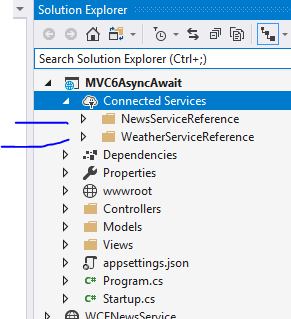 Solution Explorer
Search Solution Explorer (Ctrl+;)
MVC6AsyncAwait
Connected Services
NewsServiceReference
WeatherServiceReference
Dependencies
Properties
wwwroot
Controllers
Models
Views
appsettings.json
C# Program.cs
C# Startup.cs
WCFNewsService